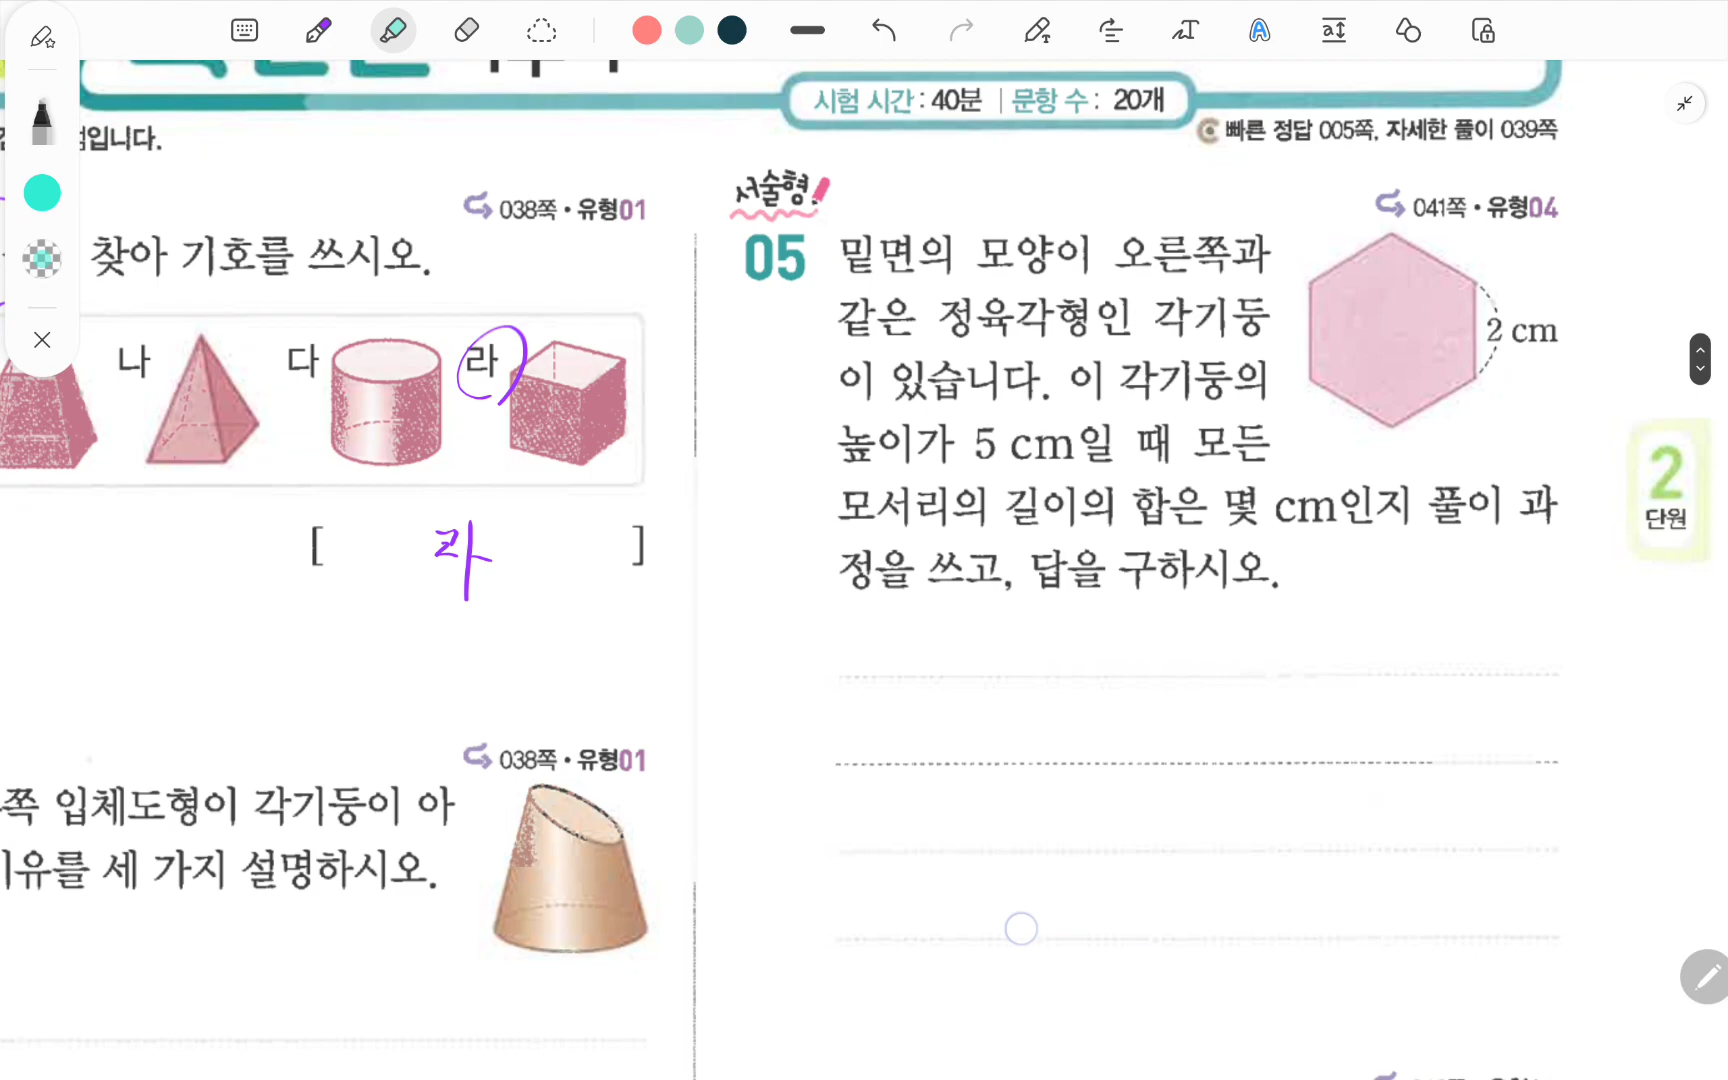 시험 시간 : 40분 | 문항 수 : 20개
입니다.
빠른 정답 005쪽, 자세한 풀이 039쪽
038쪽 • 유형01
찾아 기호를 쓰시오.
나
다
라
[ 라 ]
038쪽 • 유형01
쪽 입체도형이 각기둥이 아
유를 세 가지 설명하시오.
서술형!
041쪽 • 유형04
05 밑면의 모양이 오른쪽과
같은 정육각형인 각기둥
이 있습니다. 이 각기둥의
높이가 5 cm일 때 모든
모서리의 길이의 합은 몇 cm인지 풀이 과
정을 쓰고, 답을 구하시오.
2 cm
2
단원